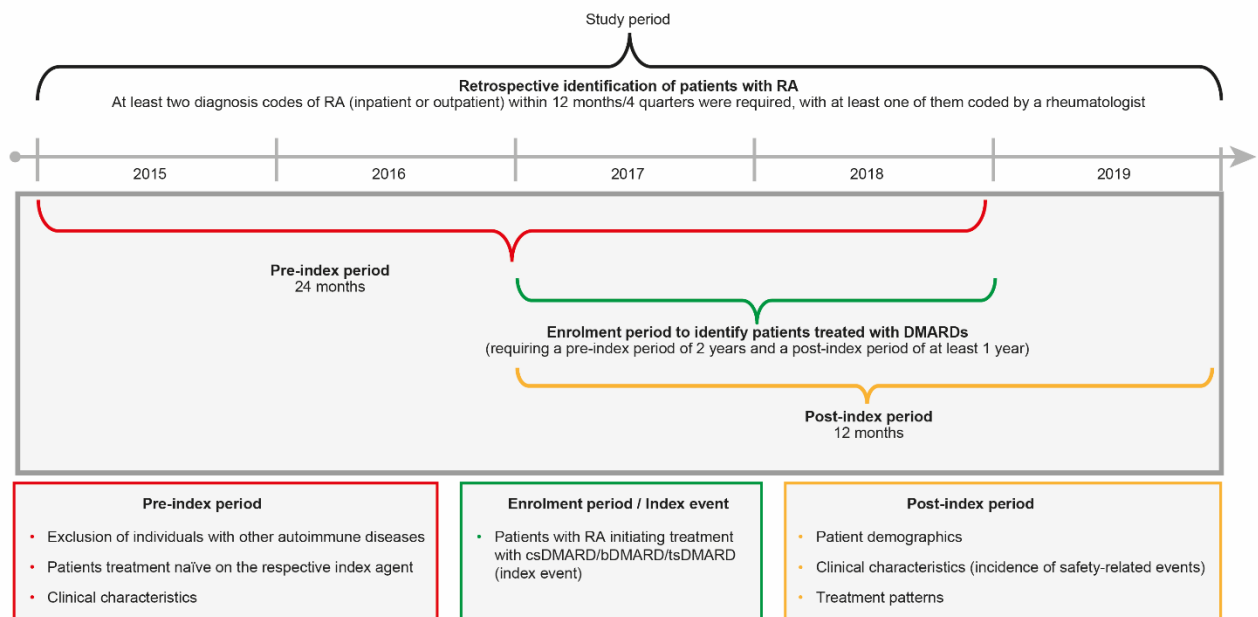 Study period
Retrospective identification of patients with RA
At least two diagnosis codes of RA (inpatient or outpatient) within 12 months/4 quarters were required, with at least one of them coded by a rheumatologist
2015
2016
2017
2018
2019
Pre-index period
24 months
Enrolment period to identify patients treated with DMARDs
(requiring a pre-index period of 2 years and a post-index period of at least 1 year)
Post-index period
12 months
Pre-index period
• Exclusion of individuals with other autoimmune diseases
• Patients treatment naïve on the respective index agent
• Clinical characteristics
Enrolment period / Index event
• Patients with RA initiating treatment
with csDMARD/bDMARD/tsDMARD
(index event)
Post-index period
• Patient demographics
• Clinical characteristics (incidence of safety-related events)
• Treatment patterns